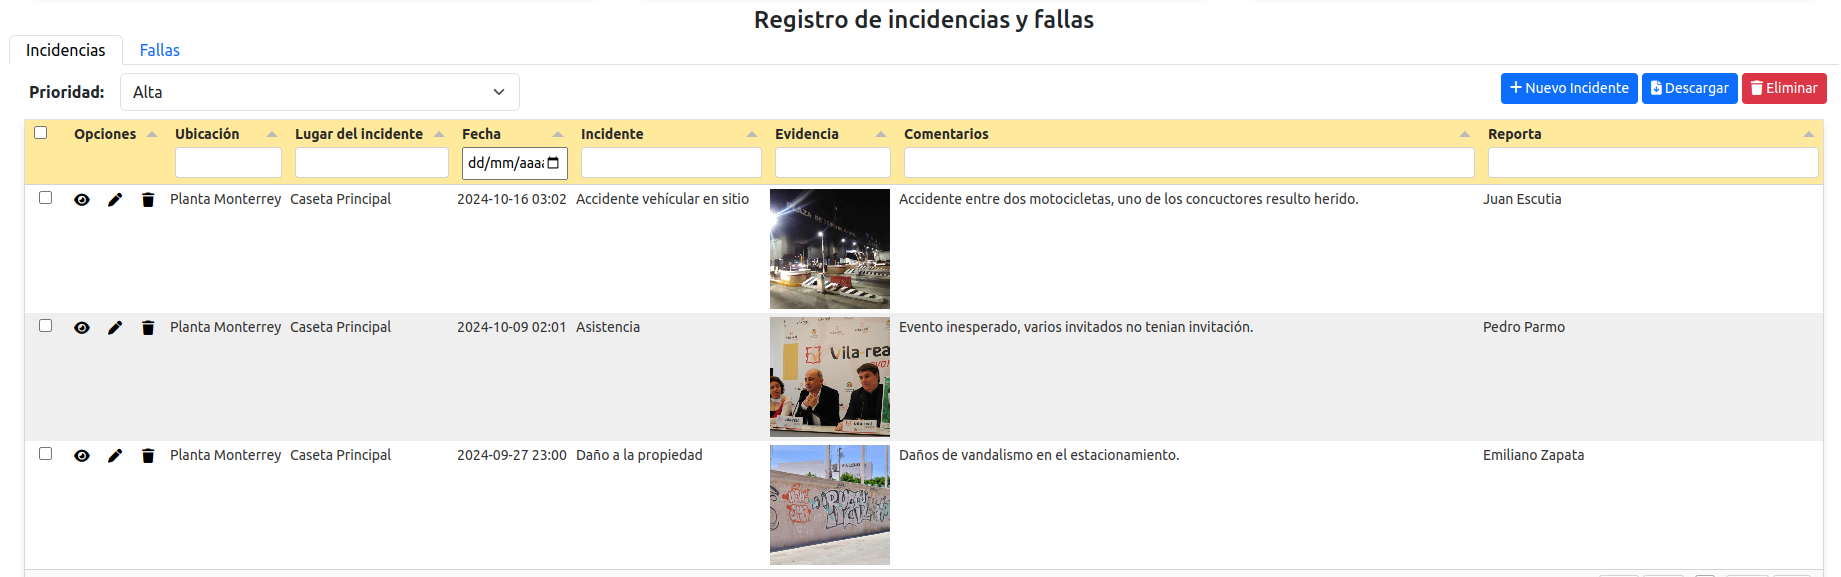 Registro de incidencias y fallas
Incidencias Fallas
Prioridad: Alta
Nuevo Incidente Descargar Eliminar
Opciones Ubicación Lugar del incidente Fecha Incidente Evidencia Comentarios Reporta
dd/mm/aaaa
Planta Monterrey Caseta Principal 2024-10-16 03:02 Accidente vehícular en sitio Accidente entre dos motocicletas, uno de los concuctores resulto herido. Juan Escutia
Planta Monterrey Caseta Principal 2024-10-09 02:01 Asistencia Evento inesperado, varios invitados no tenian invitación. Pedro Parmo
Vila-rea
Planta Monterrey Caseta Principal 2024-09-27 23:00 Daño a la propiedad Daños de vandalismo en el estacionamiento. Emiliano Zapata